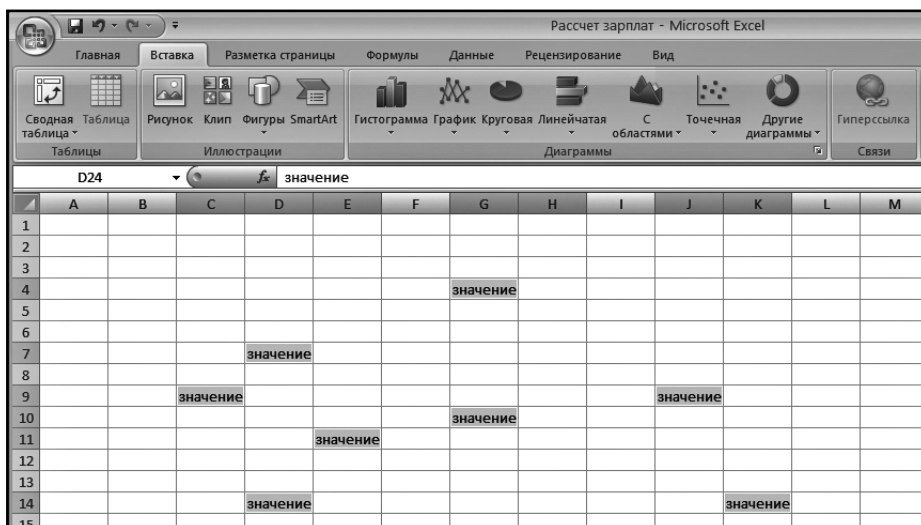 Рассчет зарплат - Microsoft Excel
Главная Вставка Разметка страницы Формулы Данные Рецензирование Вид
Сводная таблица Таблица Рисунок Клип Фигуры SmartArt Гистограмма График Круговая Линейчатая С областями Точечная Другие диаграммы Гиперссылка
Таблицы Иллюстрации Диаграммы Связи
D24 fx значение
A B C D E F G H I J K L M
1
2
3
4 значение
5
6
7 значение
8
9 значение значение
10 значение
11 значение
12
13
14 значение значение
15